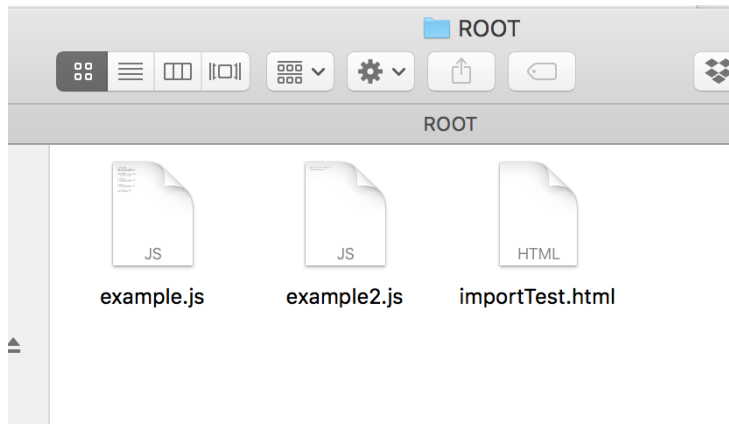 ROOT
ROOT
JS
JS
HTML
example.js
example2.js
importTest.html